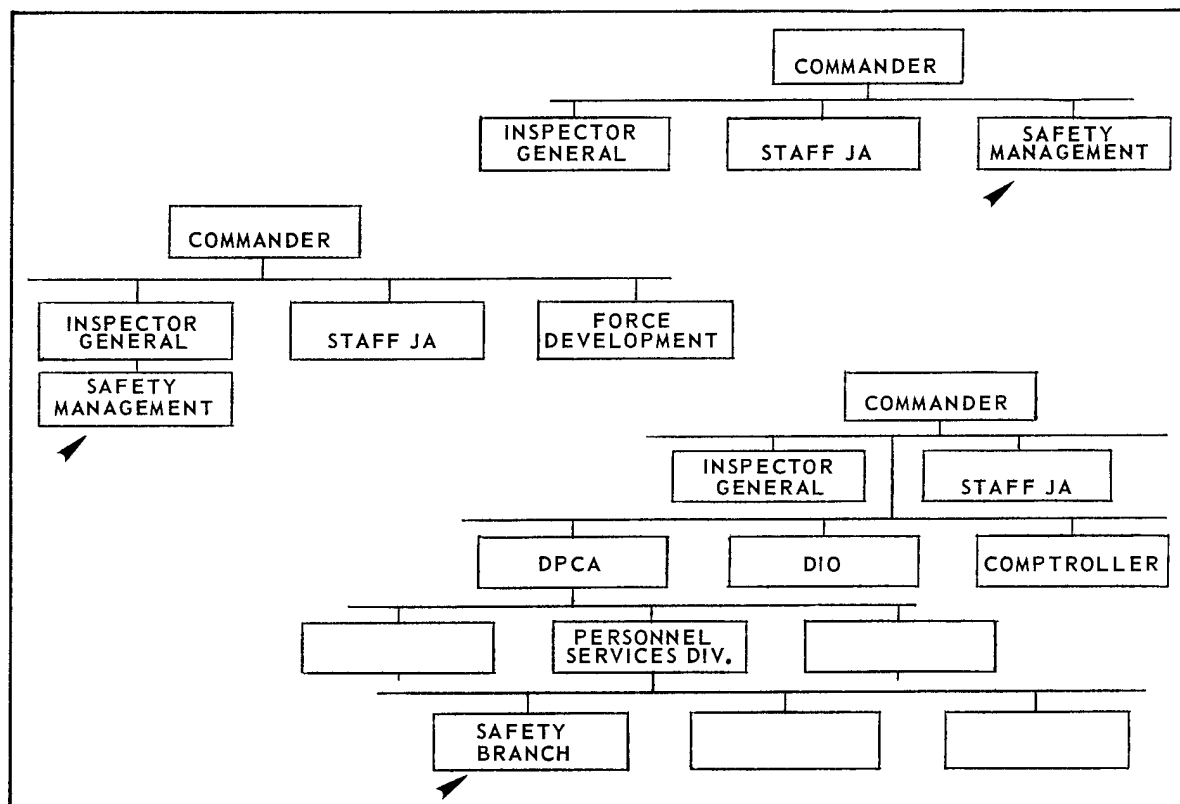 COMMANDER
INSPECTOR
GENERAL
STAFF JA
SAFETY
MANAGEMENT
COMMANDER
INSPECTOR
GENERAL
STAFF JA
FORCE
DEVELOPMENT
SAFETY
MANAGEMENT
COMMANDER
INSPECTOR
GENERAL
STAFF JA
DPCA
DIO
COMPTROLLER
PERSONNEL
SERVICES DIV.
SAFETY
BRANCH